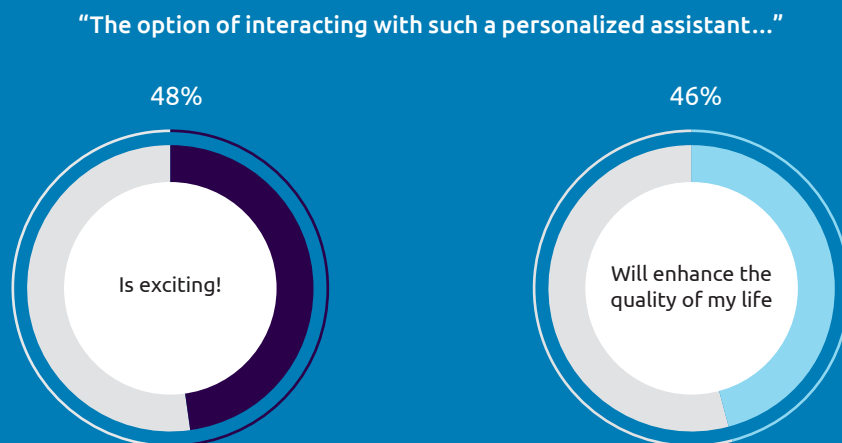 “The option of interacting with such a personalized assistant...”
48%
46%
Is exciting!
Will enhance the
quality of my life